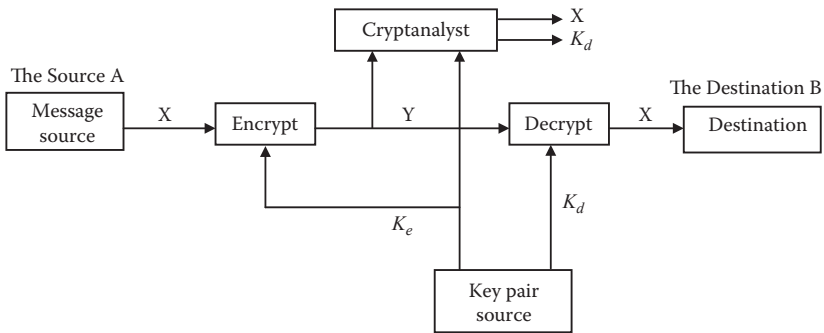 Cryptanalyst
X
K_d
The Source A
The Destination B
Message
source
X
Encrypt
Y
Decrypt
X
Destination
K_e
K_d
Key pair
source